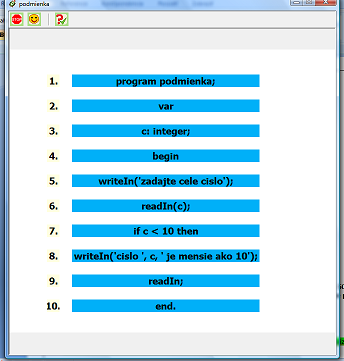 podmienka
STOP
1. program podmienka;
2. var
3. c: integer;
4. begin
5. writeln('zadajte cele cislo');
6. readln(c);
7. if c < 10 then
8. writeln('cislo ', c, ' je mensie ako 10');
9. readln;
10. end.